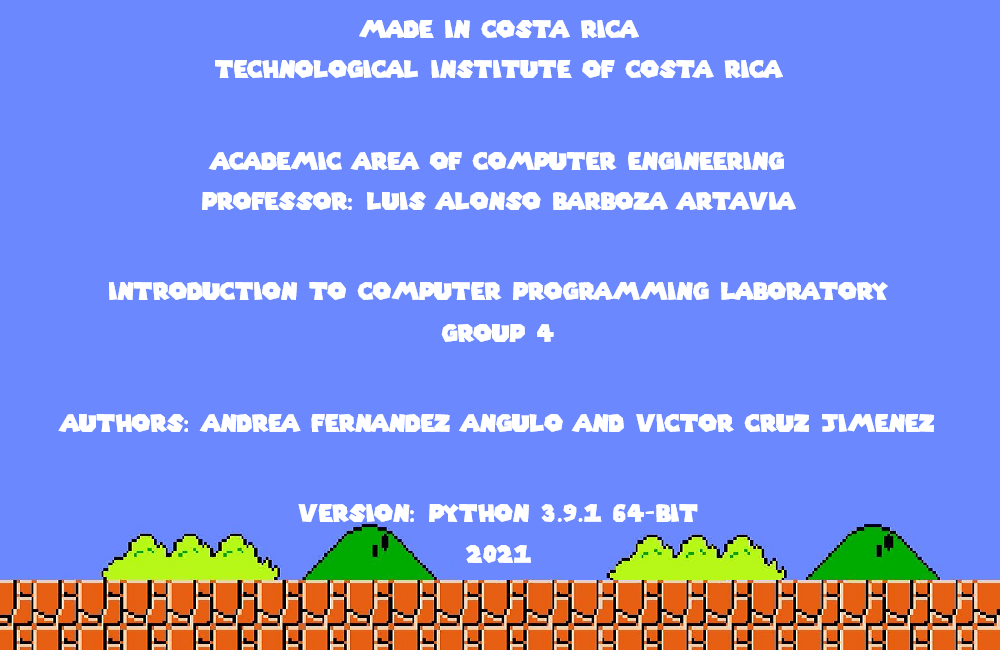 MADE IN COSTA RICA
TECHNOLOGICAL INSTITUTE OF COSTA RICA
ACADEMIC AREA OF COMPUTER ENGINEERING
PROFESSOR: LUIS ALONSO BARBOZA ARTAVIA
INTRODUCTION TO COMPUTER PROGRAMMING LABORATORY
GROUP 4
AUTHORS: ANDREA FERNANDEZ ANGULO AND VICTOR CRUZ JIMENEZ
VERSION: PYTHON 3.9.1 64-BIT
2021